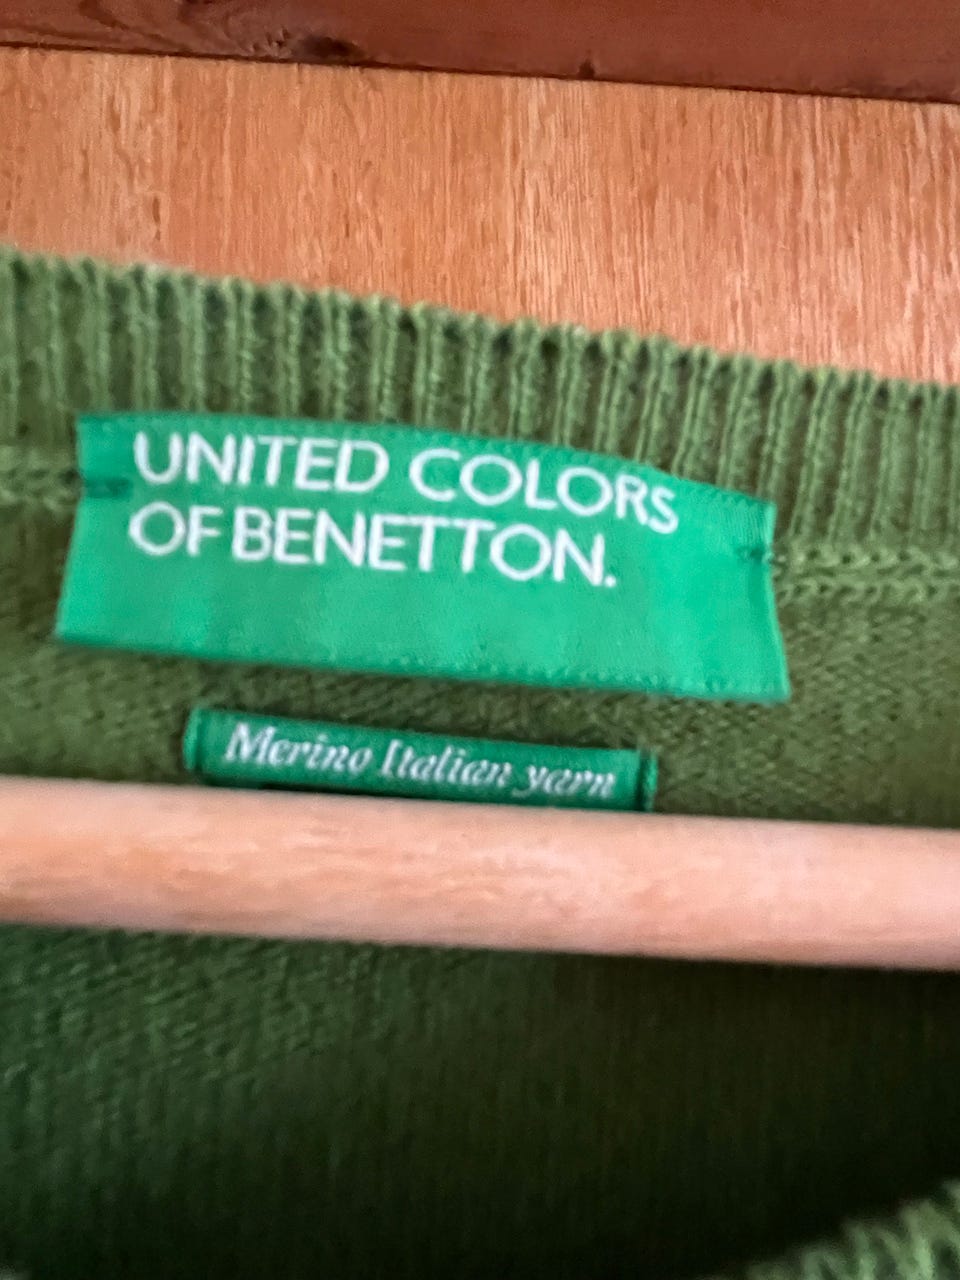 UNITED COLORS
OF BENETTON.
Merino Italian yarn